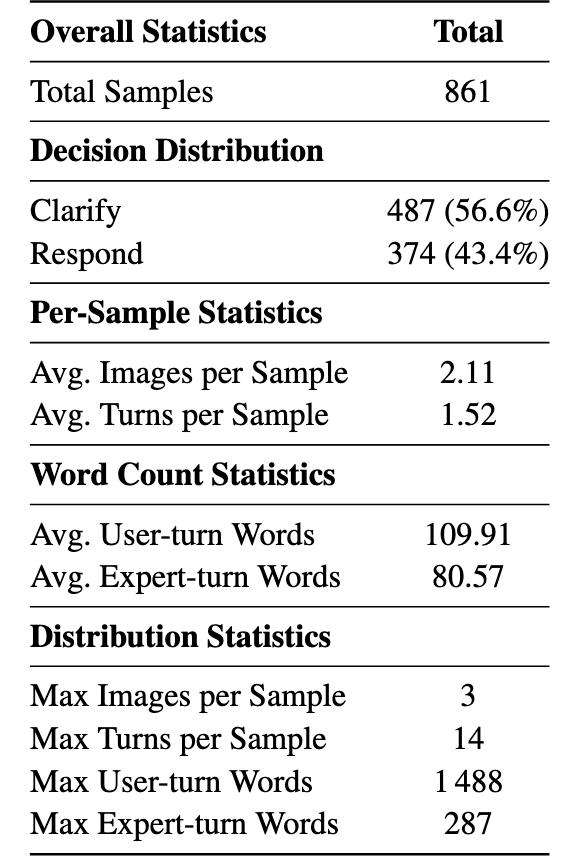 Overall Statistics Total
Total Samples 861
Decision Distribution
Clarify 487 (56.6%)
Respond 374 (43.4%)
Per-Sample Statistics
Avg. Images per Sample 2.11
Avg. Turns per Sample 1.52
Word Count Statistics
Avg. User-turn Words 109.91
Avg. Expert-turn Words 80.57
Distribution Statistics
Max Images per Sample 3
Max Turns per Sample 14
Max User-turn Words 1 488
Max Expert-turn Words 287